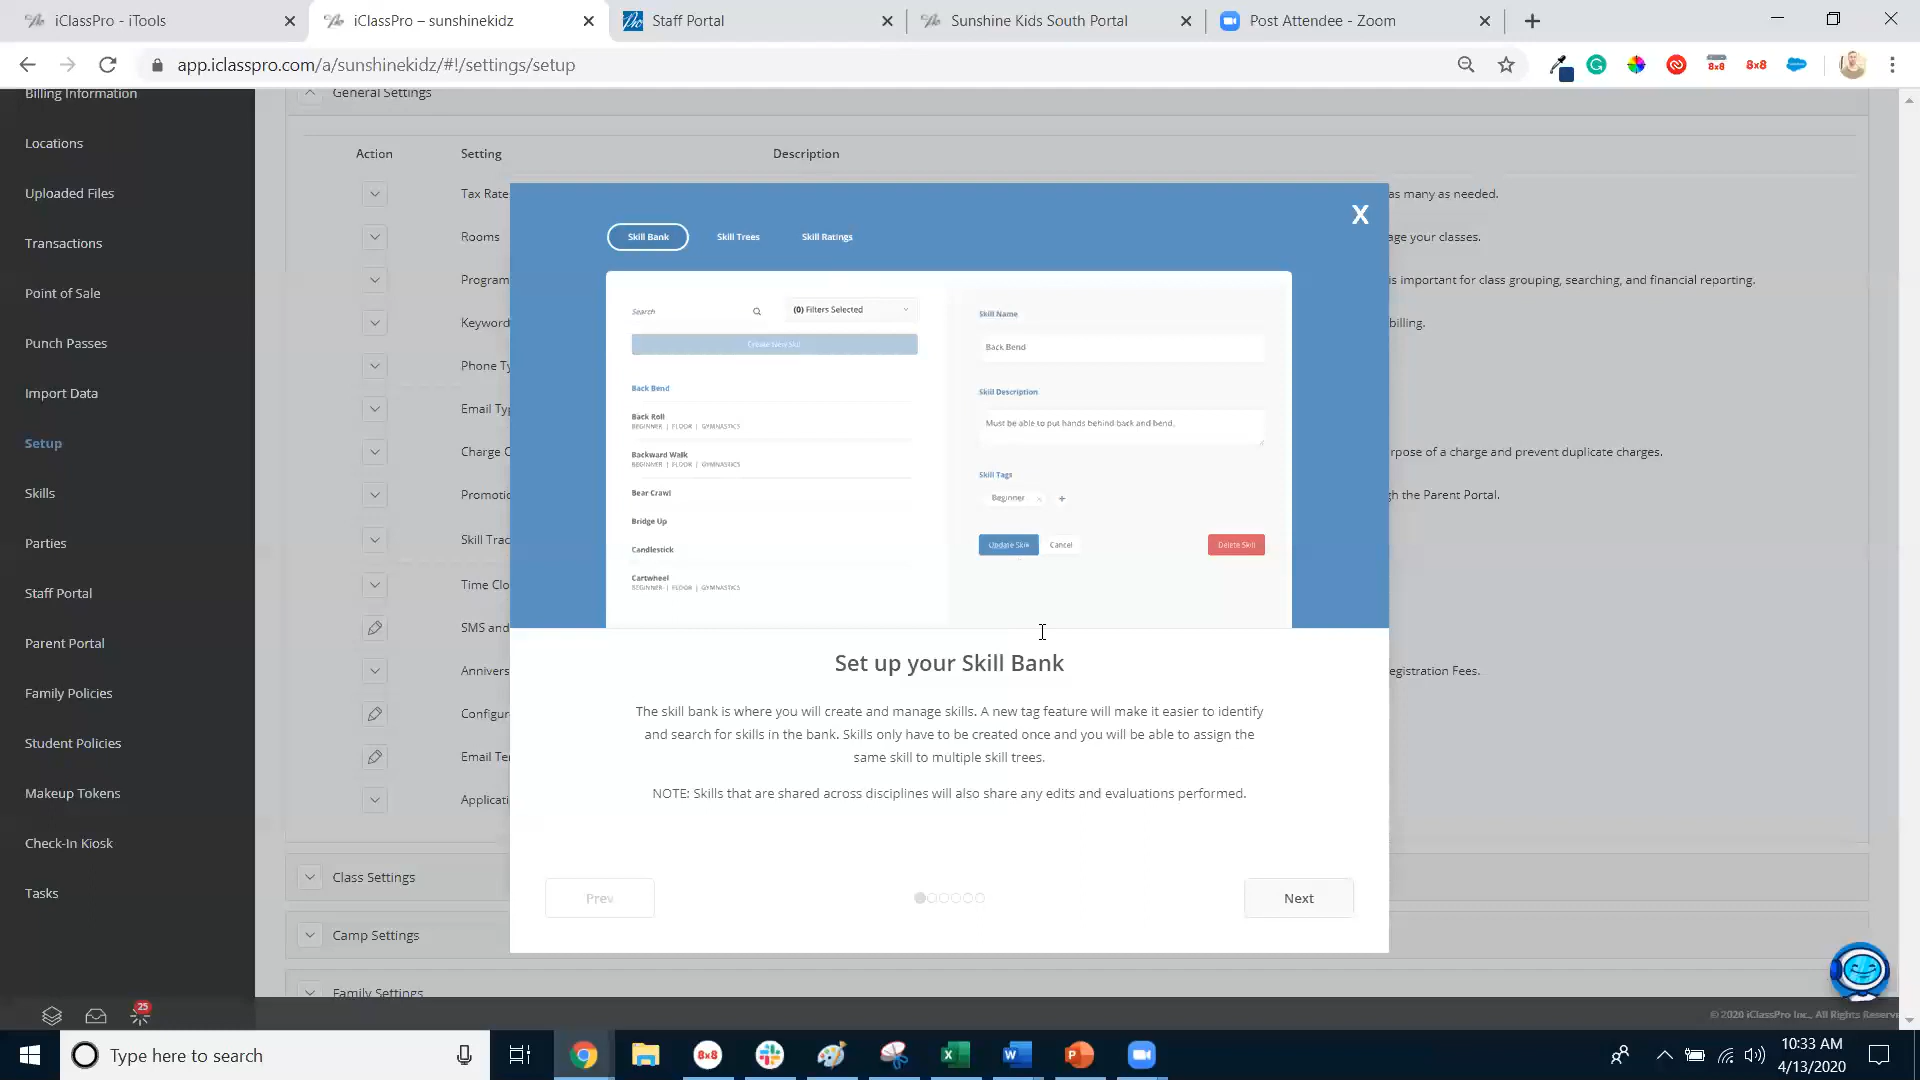 iClassPro - iTools
iClassPro – sunshinekidz
Staff Portal
Sunshine Kids South Portal
Post Attendee - Zoom
app.iclasspro.com/a/sunshinekidz/#!/settings/setup
8x8
8x8
Billing Information
Locations
Uploaded Files
Transactions
Point of Sale
Punch Passes
Import Data
Setup
Skills
Parties
Staff Portal
Parent Portal
Family Policies
Student Policies
Makeup Tokens
Check-In Kiosk
Tasks
25
General Settings
Action Setting Description
Tax Rate as many as needed.
Rooms age your classes.
Program is important for class grouping, searching, and financial reporting.
Keyword billing.
Phone Ty
Email Typ
Charge C rpose of a charge and prevent duplicate charges.
Promotic gh the Parent Portal.
Skill Trac
Time Clo
SMS and
Annivers egistration Fees.
Configur
Email Ter
Applicati
Class Settings
Camp Settings
Family Settings
X
Skill Bank Skill Trees Skill Ratings
Search
(0) Filters Selected
Create New Skill
Back Bend
Back Roll
BEGINNER | FLOOR | GYMNASTICS
Backward Walk
BEGINNER | FLOOR | GYMNASTICS
Bear Crawl
Bridge Up
Candlestick
Cartwheel
BEGINNER | FLOOR | GYMNASTICS
Skill Name
Back Bend
Skill Description
Must be able to put hands behind back and bend.
Skill Tags
Beginner × +
Update Skill Cancel Delete Skill
Set up your Skill Bank
The skill bank is where you will create and manage skills. A new tag feature will make it easier to identify
and search for skills in the bank. Skills only have to be created once and you will be able to assign the
same skill to multiple skill trees.
NOTE: Skills that are shared across disciplines will also share any edits and evaluations performed.
Prev
Next
© 2020 iClassPro Inc., All Rights Reserv
Type here to search
8x8
10:33 AM
4/13/2020